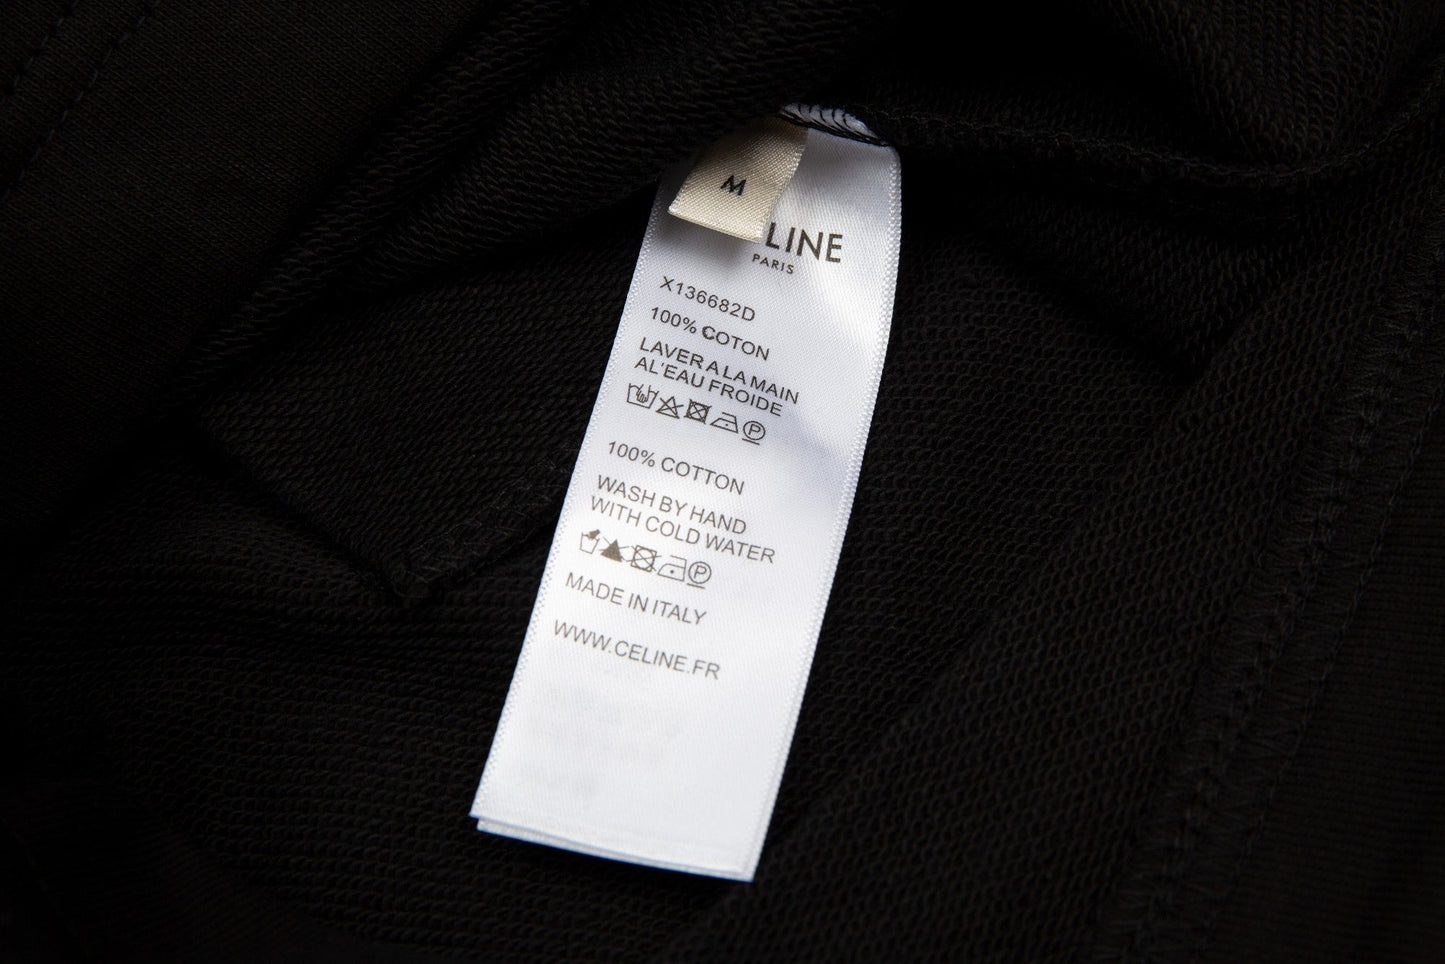 M
LINE
PARIS
X136682D
100% COTON
LAVER A LA MAIN
AL'EAU FROIDE
P
100% COTTON
WASH BY HAND
WITH COLD WATER
P
MADE IN ITALY
WWW.CELINE.FR